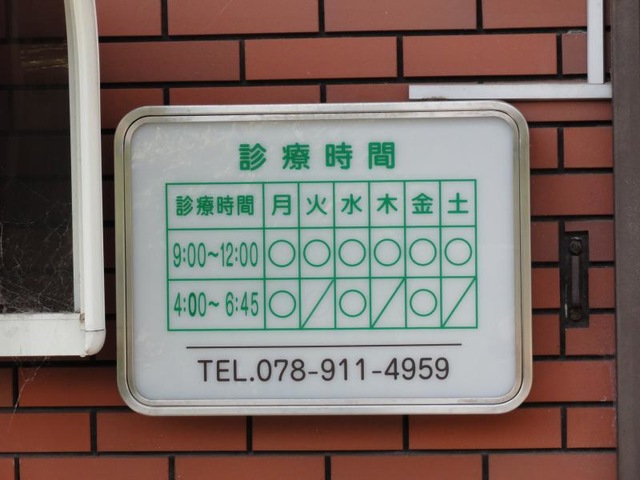 診療時間
診療時間 月 火 水 木 金 土
9:00～12:00 ○ ○ ○ ○ ○ ○
4:00～6:45 ○ ／ ○ ／ ○ ／
TEL.078-911-4959